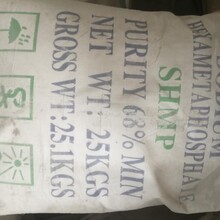 HEXAMETAPHOSPHATE
SHMP
PURITY 68% MIN
NET WT: 25KGS
GROSS WT:25.1KGS